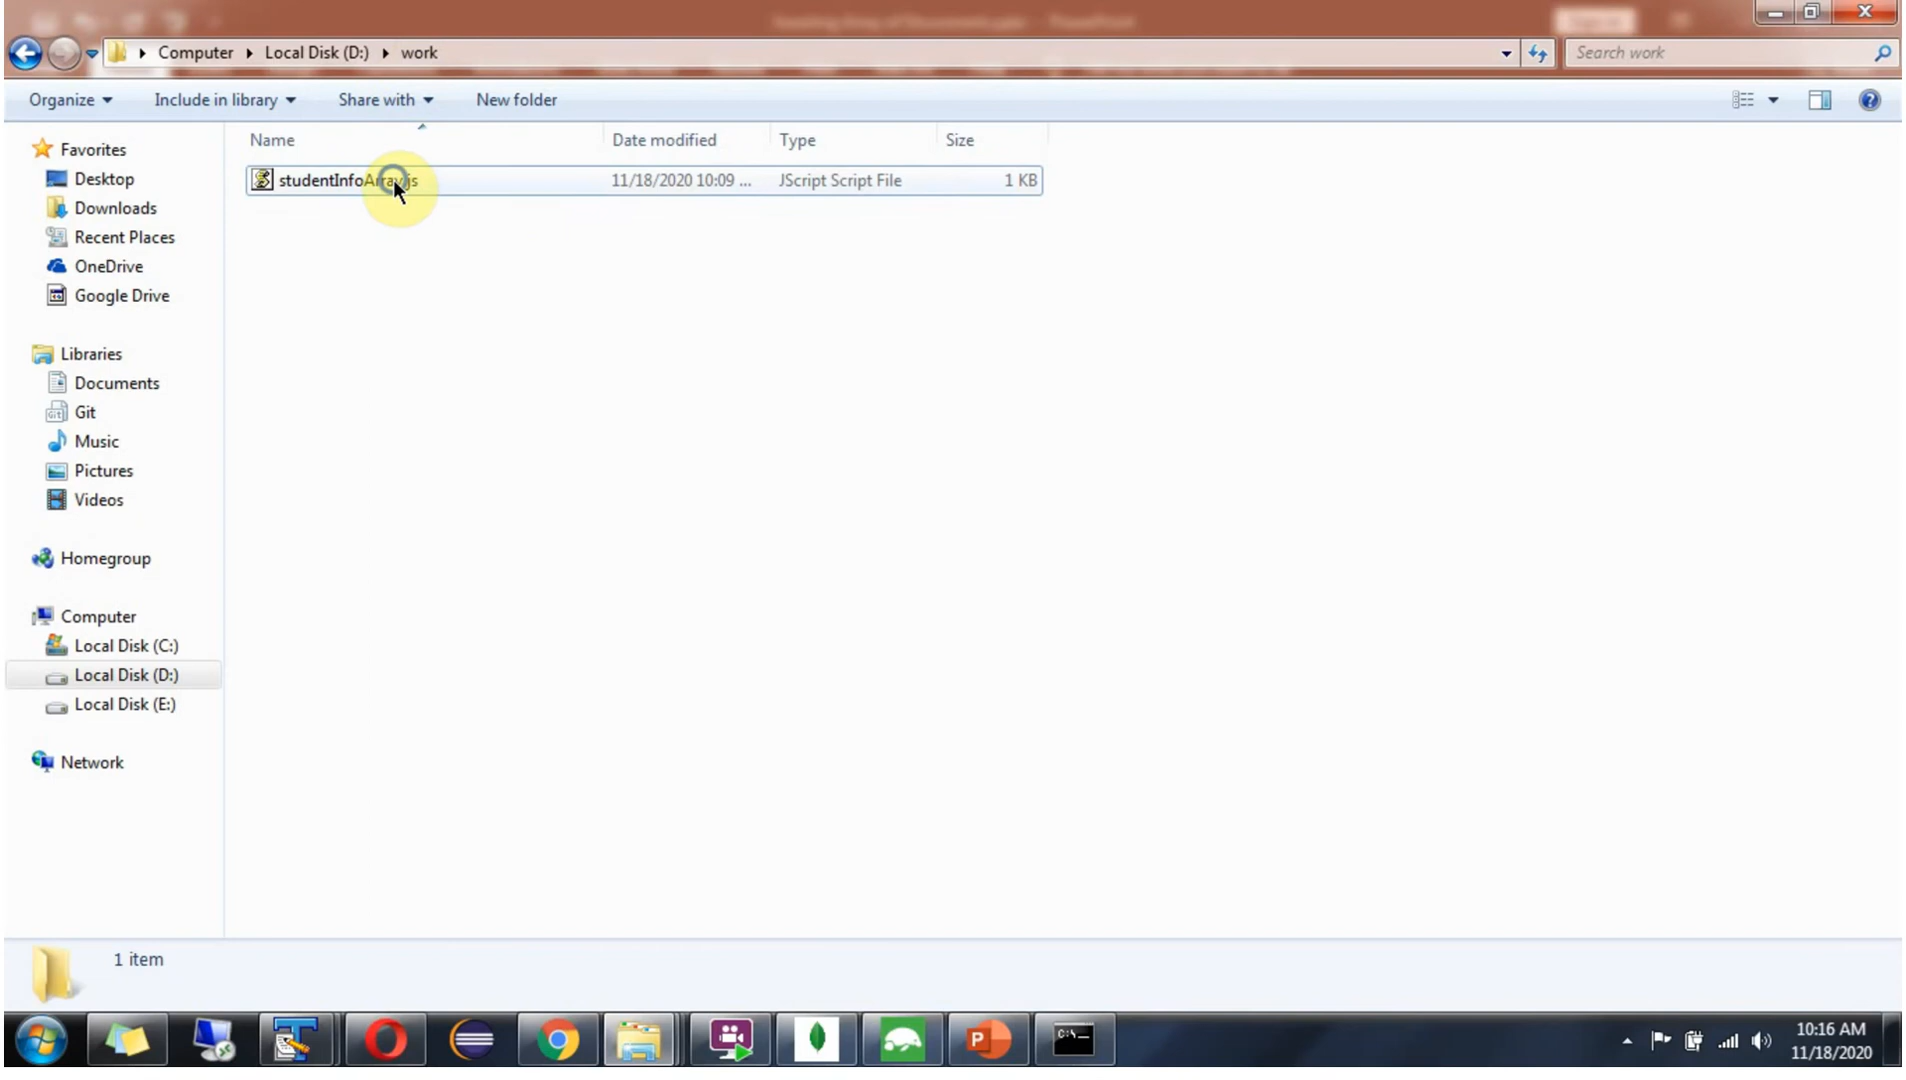 Computer Local Disk (D:) work
Search work
Organize Include in library Share with New folder
Name Date modified Type Size
studentInfoArray.js 11/18/2020 10:09 ... JScript Script File 1 KB
Favorites
Desktop
Downloads
Recent Places
OneDrive
Google Drive
Libraries
Documents
Git
Music
Pictures
Videos
Homegroup
Computer
Local Disk (C:)
Local Disk (D:)
Local Disk (E:)
Network
1 item
10:16 AM
11/18/2020